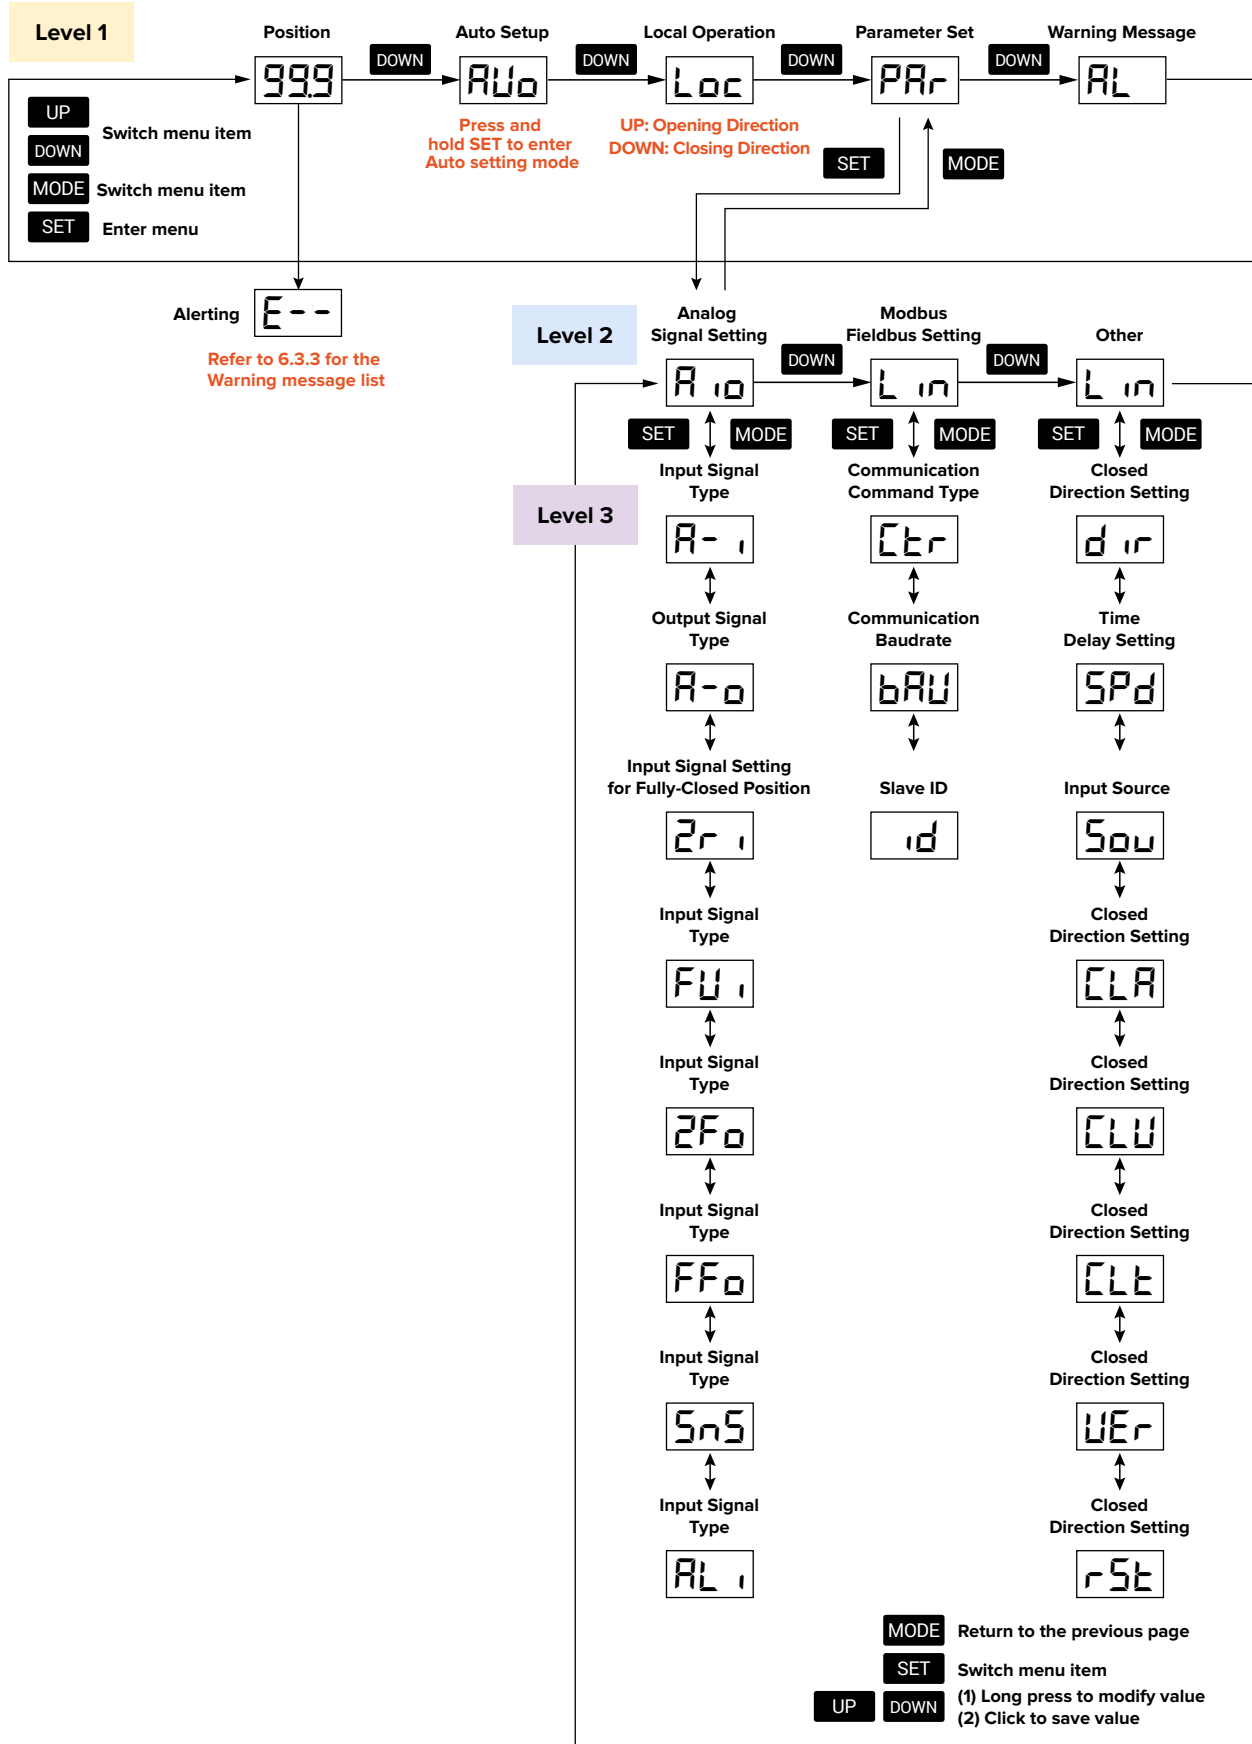 Level 1
Position
Auto Setup
Local Operation
Parameter Set
Warning Message
99.9
DOWN
AUo
DOWN
Loc
DOWN
PAr
DOWN
AL
UP
DOWN
Switch menu item
MODE Switch menu item
SET Enter menu
Press and
hold SET to enter
Auto setting mode
UP: Opening Direction
DOWN: Closing Direction
SET
MODE
Alerting
E--
Refer to 6.3.3 for the
Warning message list
Level 2
Analog
Signal Setting
Modbus
Fieldbus Setting
Other
A io
DOWN
L in
DOWN
L in
SET
MODE
SET
MODE
SET
MODE
Level 3
Input Signal
Type
Communication
Command Type
Closed
Direction Setting
A- i
Ctr
d ir
Output Signal
Type
Communication
Baudrate
Time
Delay Setting
A-o
bAU
SPd
Input Signal Setting
for Fully-Closed Position
Slave ID
Input Source
2r i
id
Sou
Input Signal
Type
Closed
Direction Setting
FU i
CLA
Input Signal
Type
Closed
Direction Setting
2Fo
CLU
Input Signal
Type
Closed
Direction Setting
FFo
CLt
Input Signal
Type
Closed
Direction Setting
SnS
UEr
Input Signal
Type
Closed
Direction Setting
AL i
rSt
MODE Return to the previous page
SET Switch menu item
UP DOWN (1) Long press to modify value
(2) Click to save value